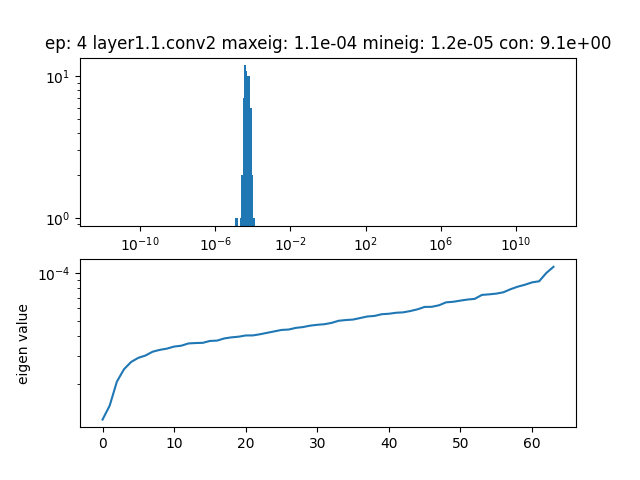 ep: 4 layer1.1.conv2 maxeig: 1.1e-04 mineig: 1.2e-05 con: 9.1e+00
10¹
10⁰
10⁻¹⁰ 10⁻⁶ 10⁻² 10² 10⁶ 10¹⁰
10⁻⁴
eigen value
0 10 20 30 40 50 60